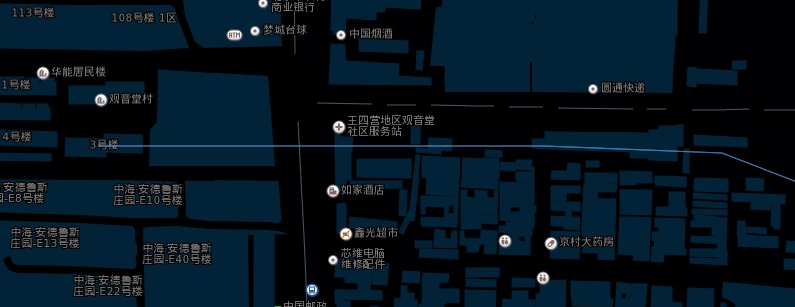 商业银行
113号楼
108号楼 1区
ATM
梦城台球
中国烟酒
华能居民楼
1号楼
观音堂村
圆通快递
王四营地区观音堂
社区服务站
4号楼
3号楼
安德鲁斯
-E8号楼
中海·安德鲁斯
庄园-E10号楼
如家酒店
中海·安德鲁斯
庄园-E13号楼
鑫光超市
京村大药房
中海·安德鲁斯
庄园-E40号楼
芯维电脑
维修配件
中海·安德鲁斯
庄园-E22号楼
中国邮政